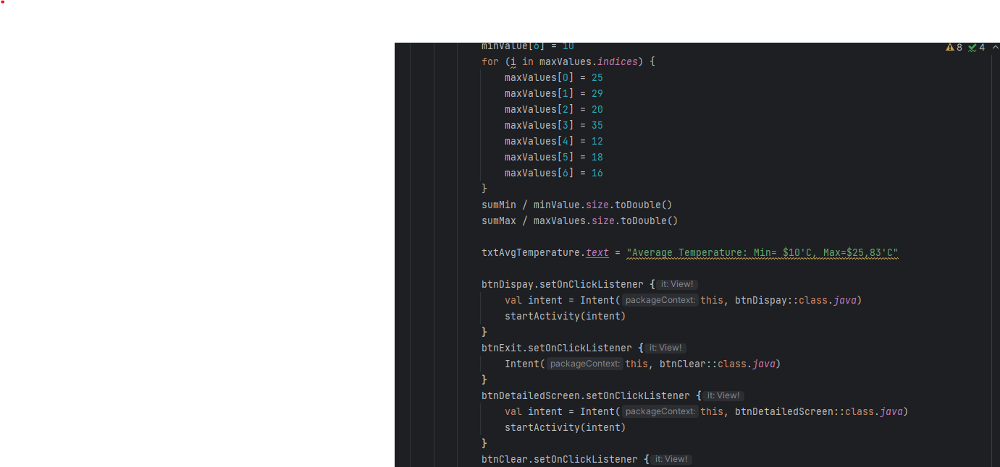 minValue[6] = 10
8 4
for (i in maxValues.indices) {
maxValues[0] = 25
maxValues[1] = 29
maxValues[2] = 20
maxValues[3] = 35
maxValues[4] = 12
maxValues[5] = 18
maxValues[6] = 16
}
sumMin / minValue.size.toDouble()
sumMax / maxValues.size.toDouble()
txtAvgTemperature.text = "Average Temperature: Min= $10'C, Max=$25,83'C"
btnDispay.setOnClickListener { it: View!
val intent = Intent( packageContext: this, btnDispay::class.java)
startActivity(intent)
}
btnExit.setOnClickListener { it: View!
Intent( packageContext: this, btnClear::class.java)
}
btnDetailedScreen.setOnClickListener { it: View!
val intent = Intent( packageContext: this, btnDetailedScreen::class.java)
startActivity(intent)
}
btnClear.setOnClickListener { it: View!